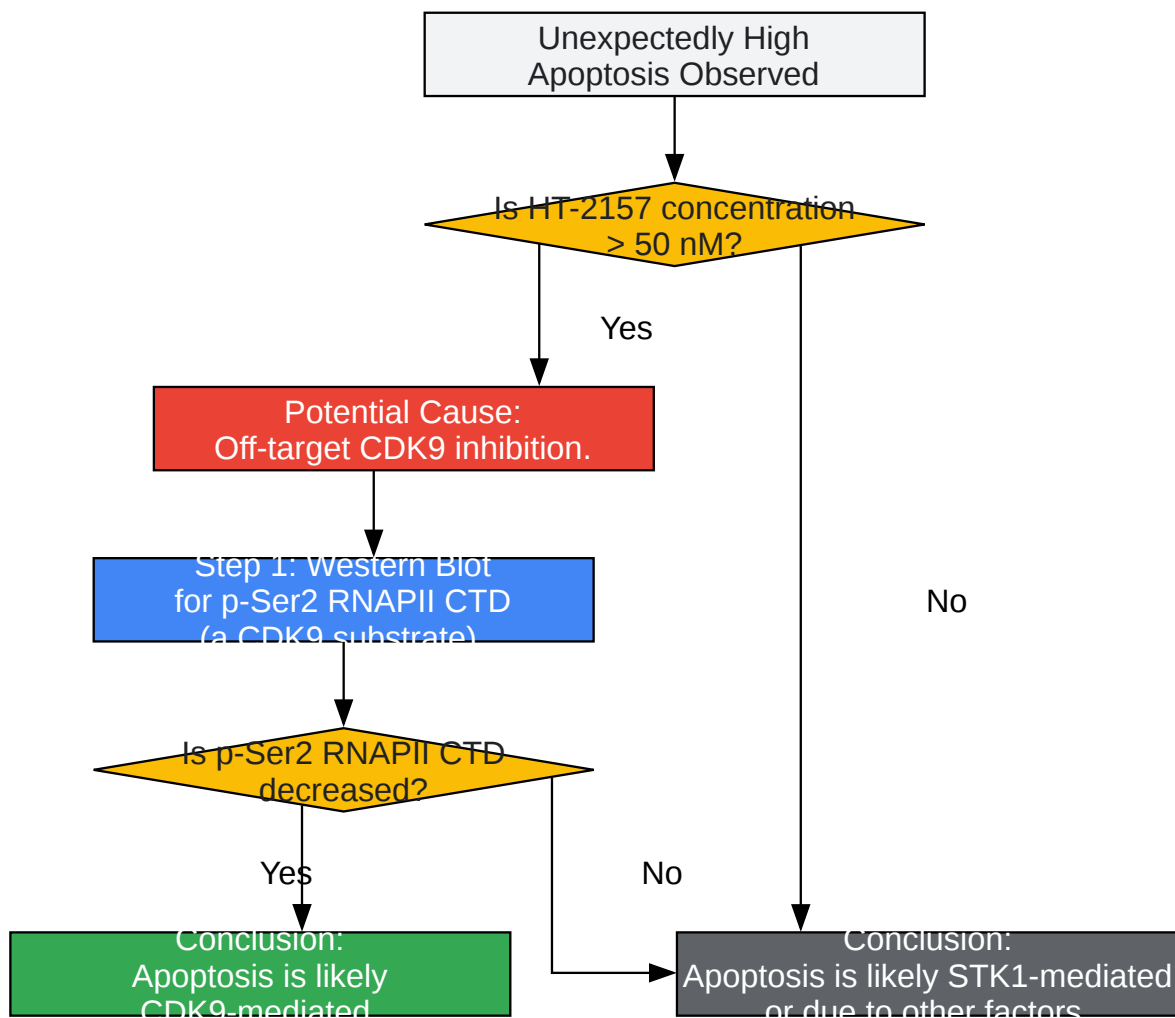 Unexpectedly High
Apoptosis Observed
Is HT-2157 concentration
> 50 nM?
Yes
Potential Cause:
Off-target CDK9 inhibition.
Step 1: Western Blot
for p-Ser2 RNAPII CTD
(a CDK9 substrate)
No
Is p-Ser2 RNAPII CTD
decreased?
Yes
No
Conclusion:
Apoptosis is likely
CDK9-mediated
Conclusion:
Apoptosis is likely STK1-mediated
or due to other factors